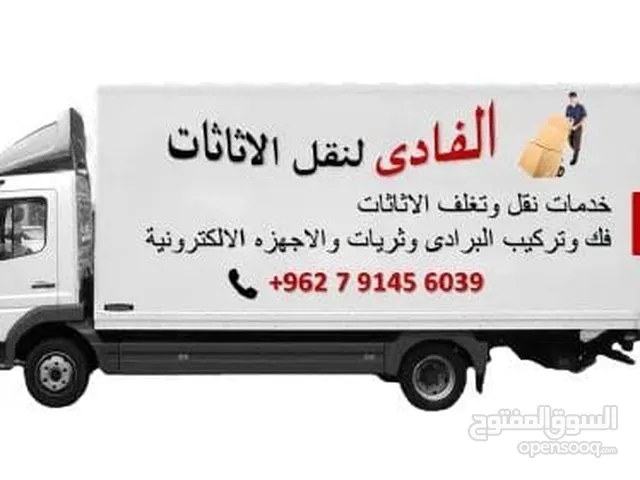 الفادى لنقل الاثاثات
خدمات نقل وتغلف الاثاثات
فك وتركيب البرادى وثريات والاجهزه الالكترونية
+962 7 9145 6039
السوق المفتوح
opensooq.com